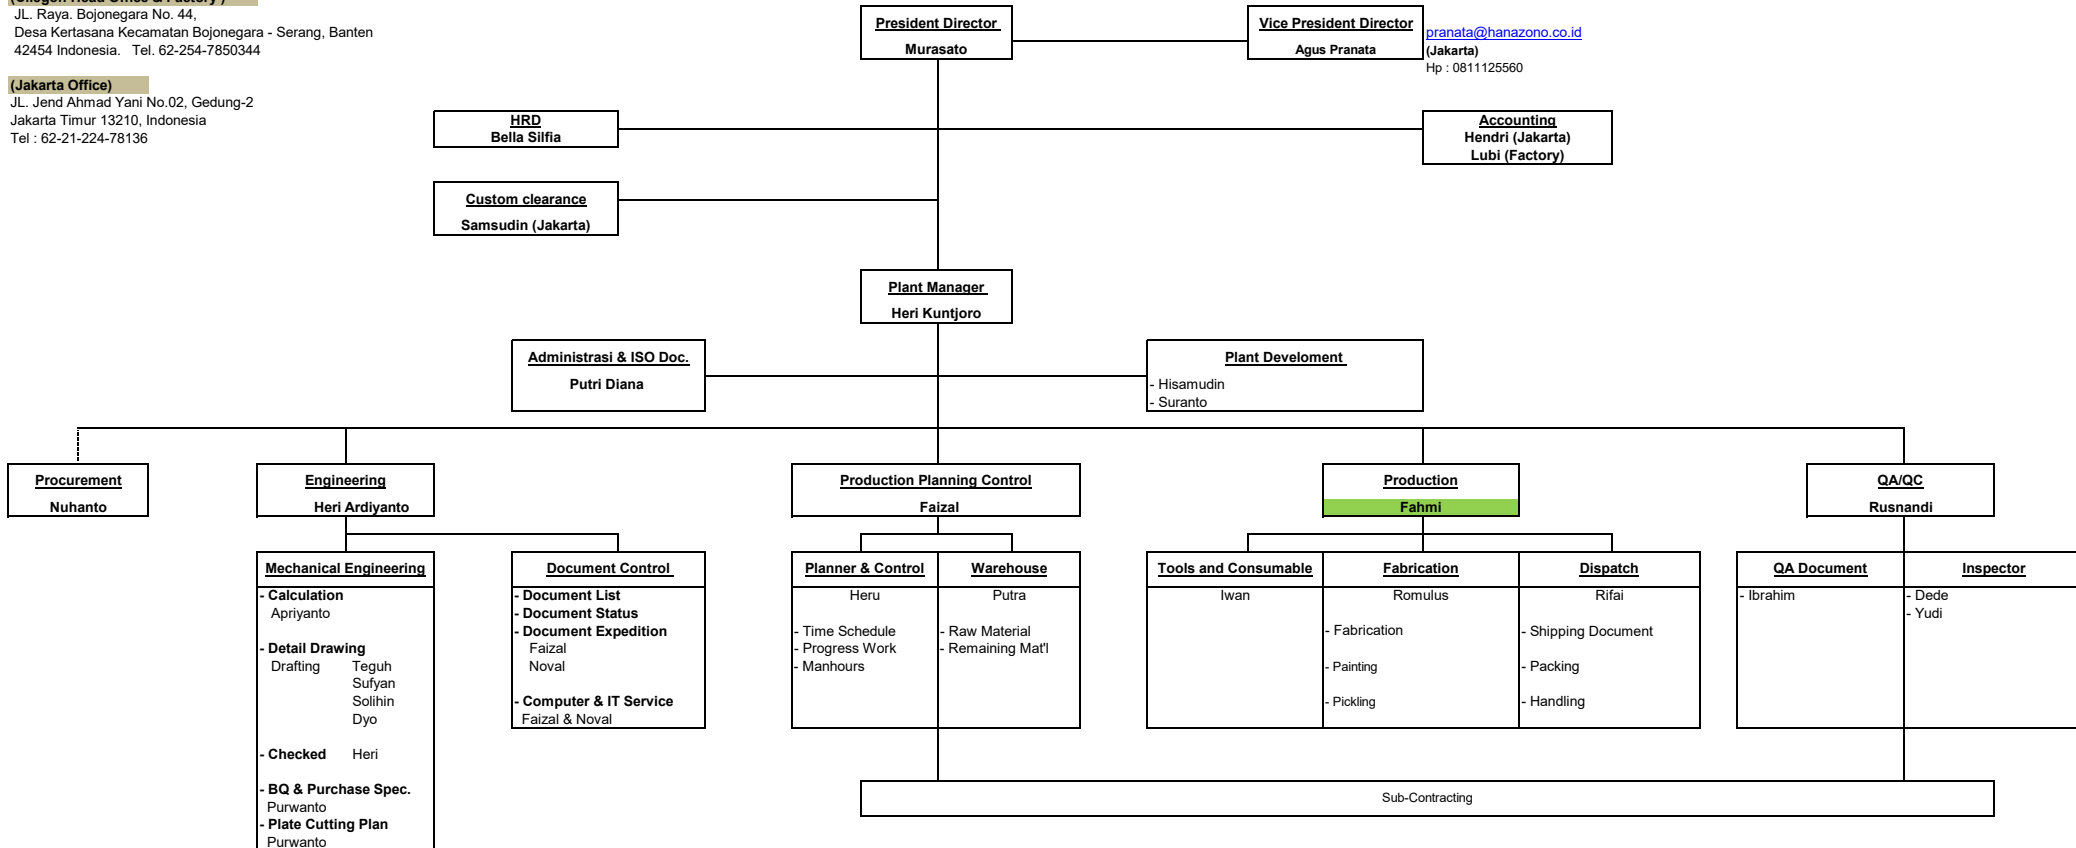 (Cilegon Head Office & Factory )
JL. Raya. Bojonegara No. 44,
Desa Kertasana Kecamatan Bojonegara - Serang, Banten
42454 Indonesia.   Tel. 62-254-7850344
(Jakarta Office)
JL. Jend Ahmad Yani No.02, Gedung-2
Jakarta Timur 13210, Indonesia
Tel : 62-21-224-78136
President Director
Murasato
Vice President Director
Agus Pranata
pranata@hanazono.co.id
(Jakarta)
Hp : 0811125560
HRD
Bella Silfia
Accounting
Hendri (Jakarta)
Lubi (Factory)
Custom clearance
Samsudin (Jakarta)
Plant Manager
Heri Kuntjoro
Administrasi & ISO Doc.
Putri Diana
Plant Develoment
- Hisamudin
- Suranto
Procurement
Nuhanto
Engineering
Heri Ardiyanto
Production Planning Control
Faizal
Production
Fahmi
QA/QC
Rusnandi
Mechanical Engineering
- Calculation
Apriyanto
- Detail Drawing
Drafting Teguh
Sufyan
Solihin
Dyo
- Checked Heri
- BQ & Purchase Spec.
Purwanto
- Plate Cutting Plan
Purwanto
Document Control
- Document List
- Document Status
- Document Expedition
Faizal
Noval
- Computer & IT Service
Faizal & Noval
Planner & Control
Heru
- Time Schedule
- Progress Work
- Manhours
Warehouse
Putra
- Raw Material
- Remaining Mat'l
Tools and Consumable
Iwan
Fabrication
Romulus
- Fabrication
- Painting
- Pickling
Dispatch
Rifai
- Shipping Document
- Packing
- Handling
QA Document
- Ibrahim
Inspector
- Dede
- Yudi
Sub-Contracting